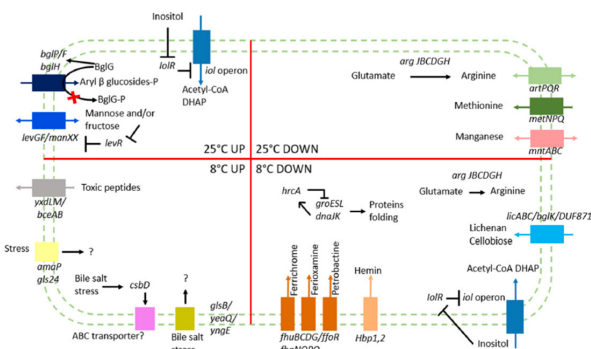 Inositol
bglP/F
bglH
BglG
iolR
iol operon
Aryl β glucosides-P
BglG-P
Acetyl-CoA
DHAP
Mannose and/or
fructose
levGF/manXX
levR
arg JBCDGH
Glutamate
Arginine
artPQR
Methionine
metNPQ
Manganese
mntABC
25°C UP
25°C DOWN
8°C UP
8°C DOWN
Toxic peptides
yxdLM/
bceAB
Stress
?
amaP
gls24
Bile salt
stress
csbD
?
ABC transporter?
Bile salt
glsB/
yeaQ/
yngE
hrcA
groESL
dnaJK
Proteins
folding
arg JBCDGH
Glutamate
Arginine
licABC/bglK/DUF871
Lichenan
Cellobiose
Ferrichrome
Ferrioxamine
Petrobactine
Hemin
fhuBCDG/ffoR
Hbp1,2
Acetyl-CoA DHAP
iolR
iol operon
Inositol